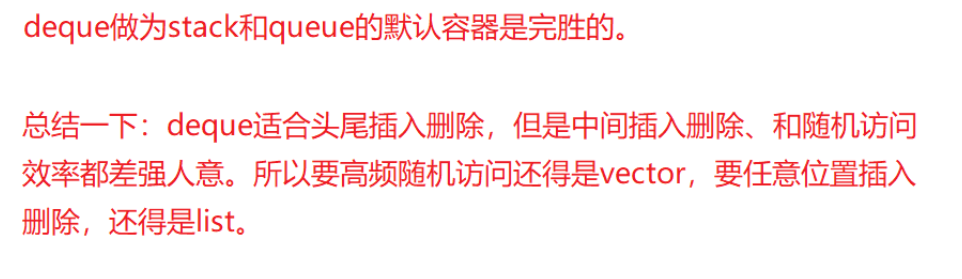 deque做为stack和queue的默认容器是完胜的。
总结一下：deque适合头尾插入删除，但是中间插入删除、和随机访问
效率都差强人意。所以要高频随机访问还得是vector，要任意位置插入
删除，还得是list。